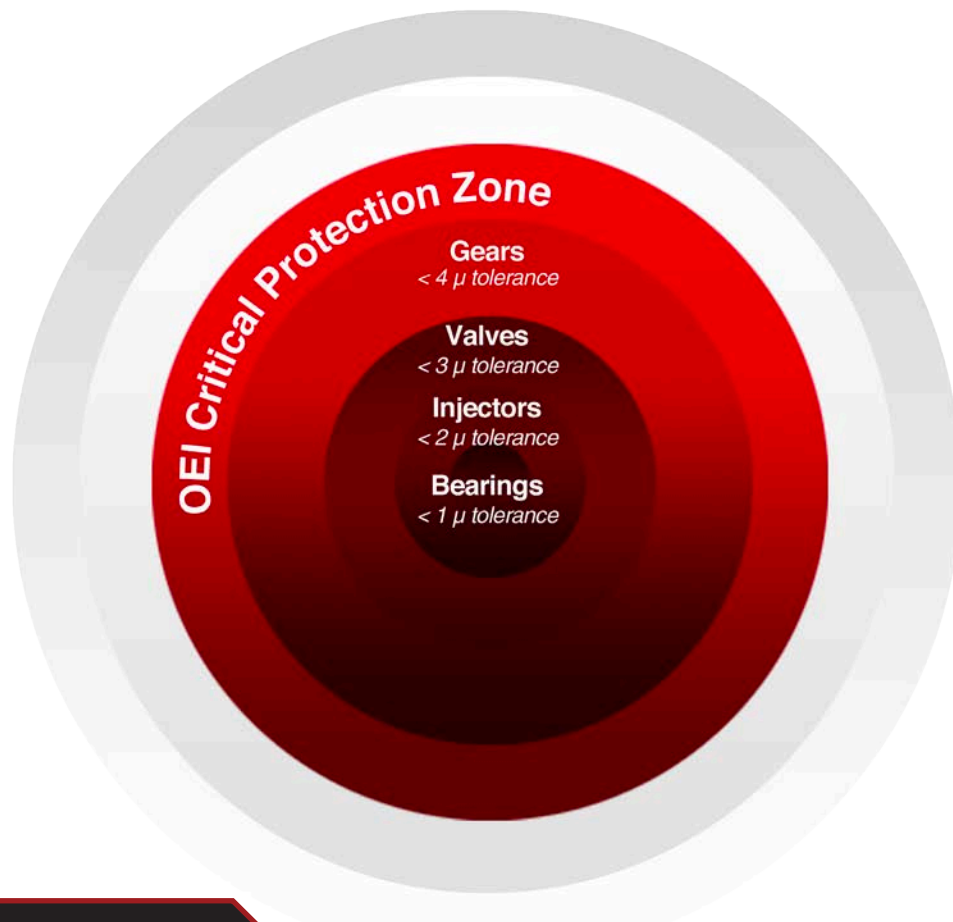 OEI Critical Protection Zone
Gears
< 4 µ tolerance
Valves
< 3 µ tolerance
Injectors
< 2 µ tolerance
Bearings
< 1 µ tolerance